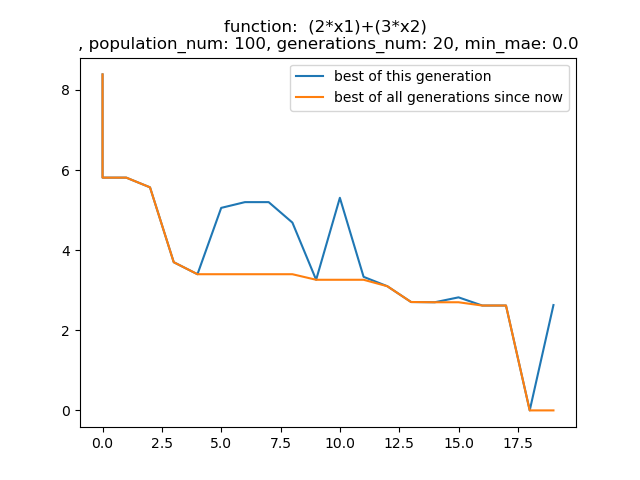 function:  (2*x1)+(3*x2)
, population_num: 100, generations_num: 20, min_mae: 0.0
best of this generation
best of all generations since now
8
6
4
2
0
0.0 2.5 5.0 7.5 10.0 12.5 15.0 17.5